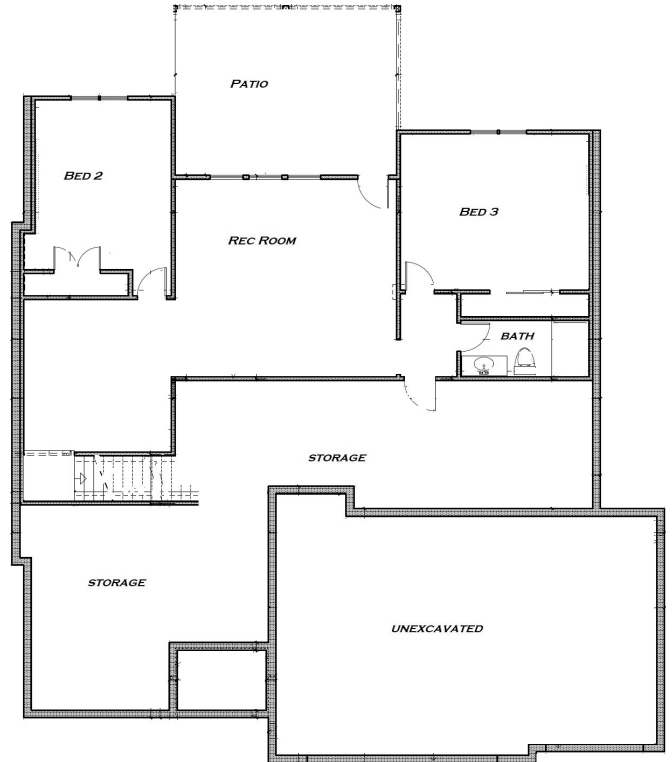 PATIO
BED 2
BED 3
REC ROOM
BATH
STORAGE
STORAGE
UNEXCAVATED